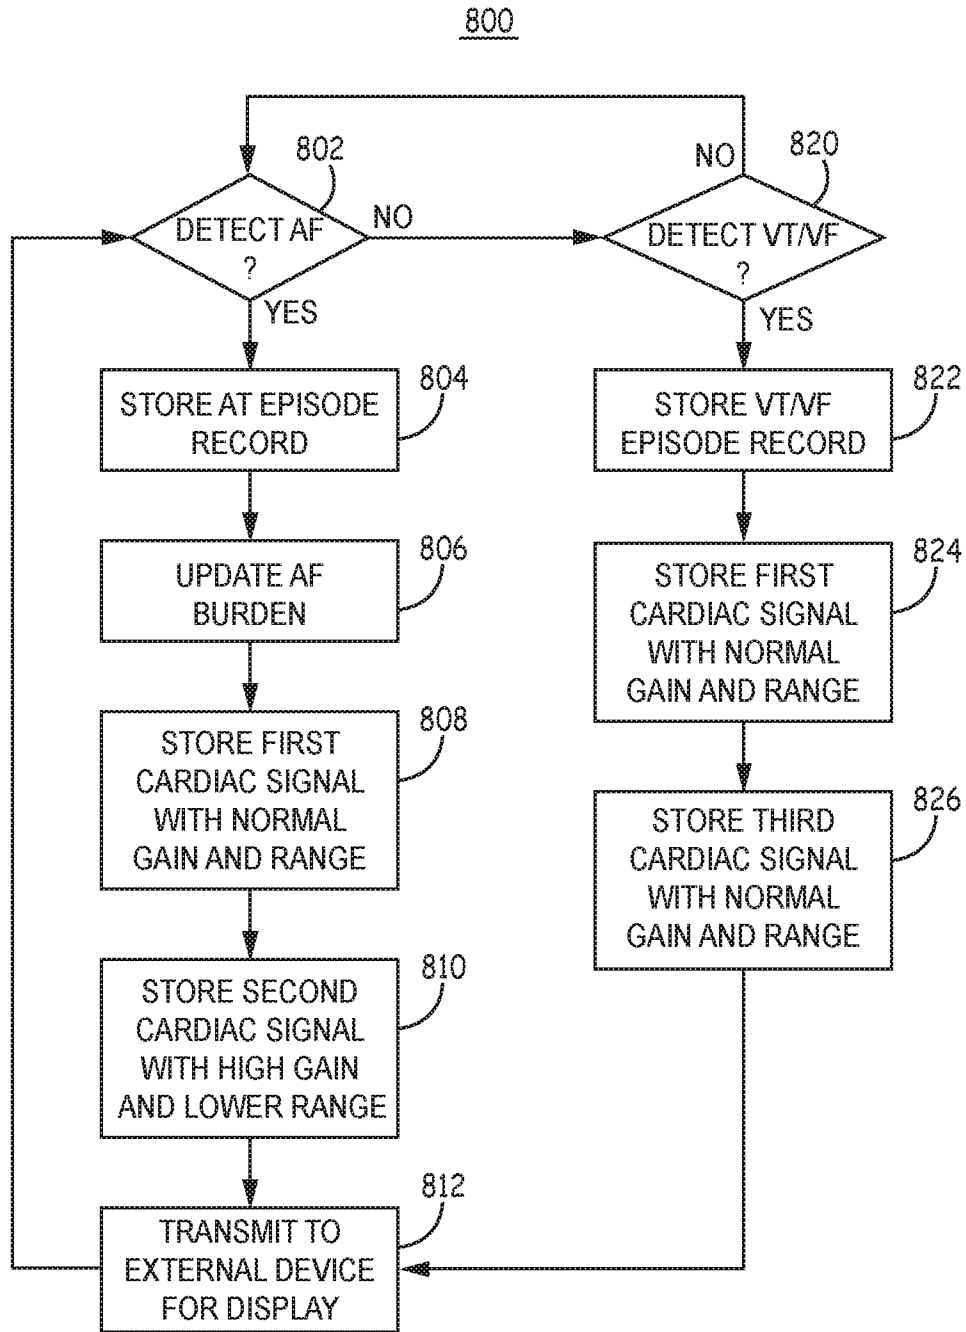 800
802
DETECT AF
?
NO
YES
820
NO
DETECT VT/VF
?
YES
804
STORE AT EPISODE
RECORD
806
UPDATE AF
BURDEN
808
STORE FIRST
CARDIAC SIGNAL
WITH NORMAL
GAIN AND RANGE
810
STORE SECOND
CARDIAC SIGNAL
WITH HIGH GAIN
AND LOWER RANGE
812
TRANSMIT TO
EXTERNAL DEVICE
FOR DISPLAY
822
STORE VT/VF
EPISODE RECORD
824
STORE FIRST
CARDIAC SIGNAL
WITH NORMAL
GAIN AND RANGE
826
STORE THIRD
CARDIAC SIGNAL
WITH NORMAL
GAIN AND RANGE